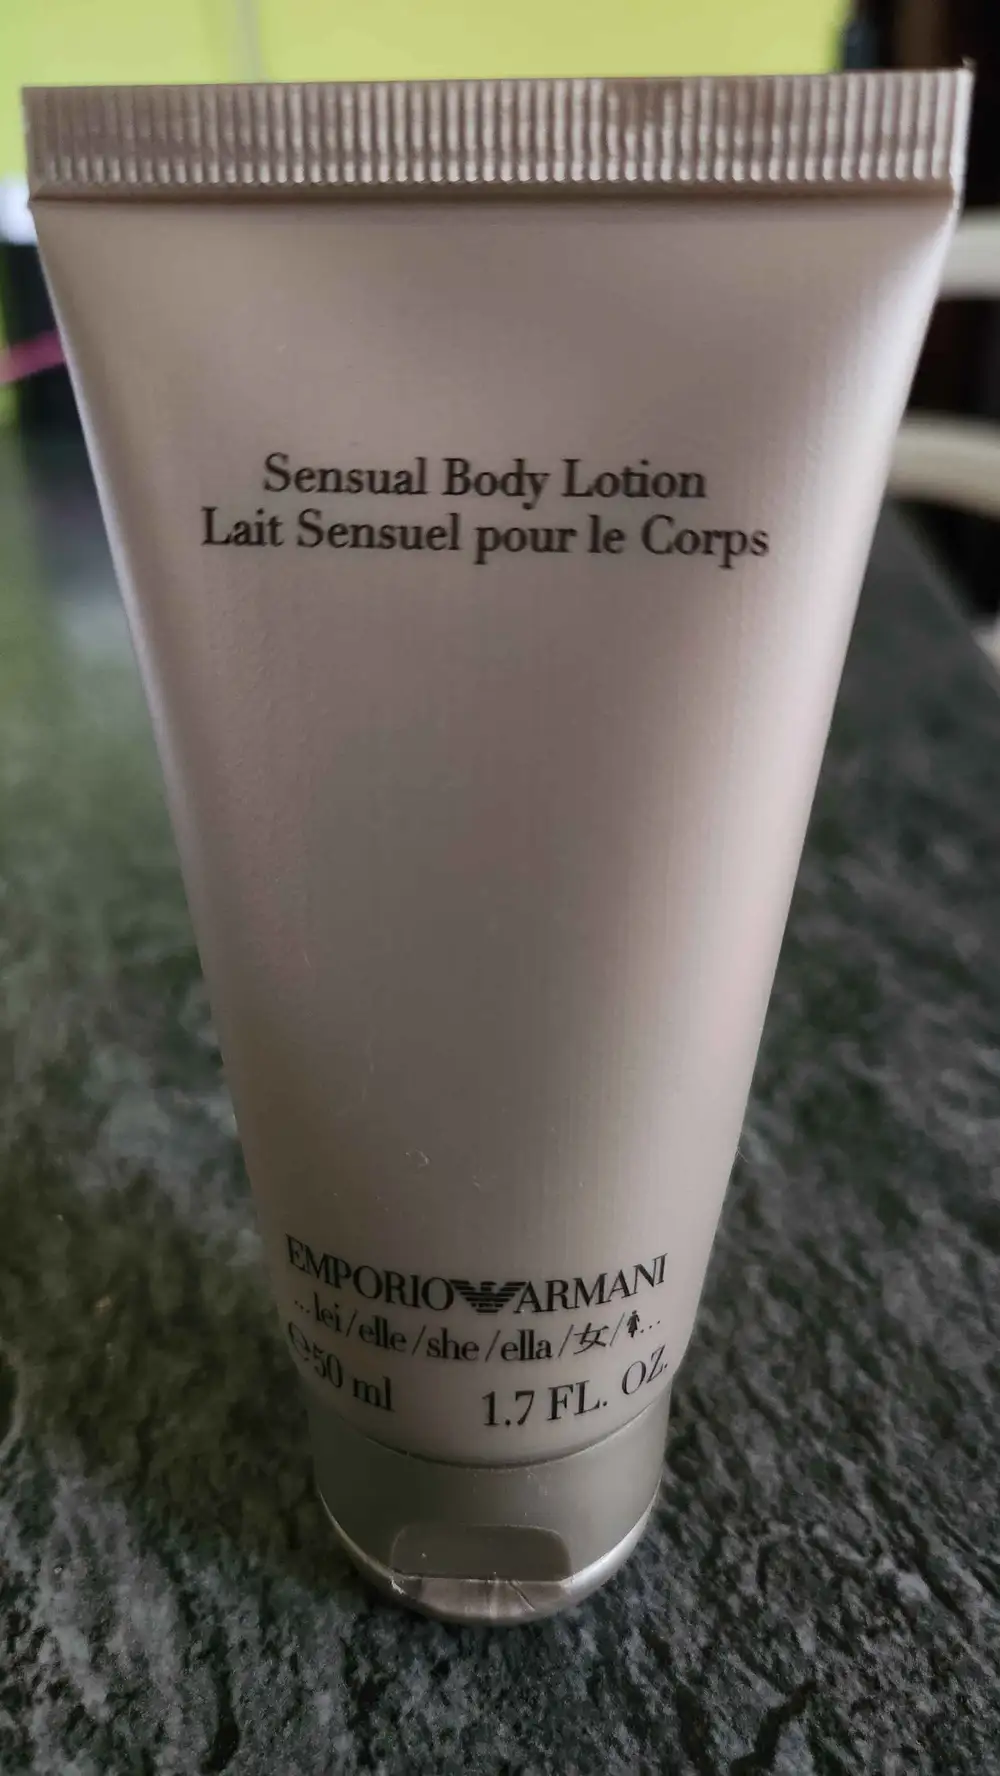 Sensual Body Lotion
Lait Sensuel pour le Corps
EMPORIO ARMANI
...lei/elle/she/ella/女/...
℮50 ml 1.7 FL. OZ.